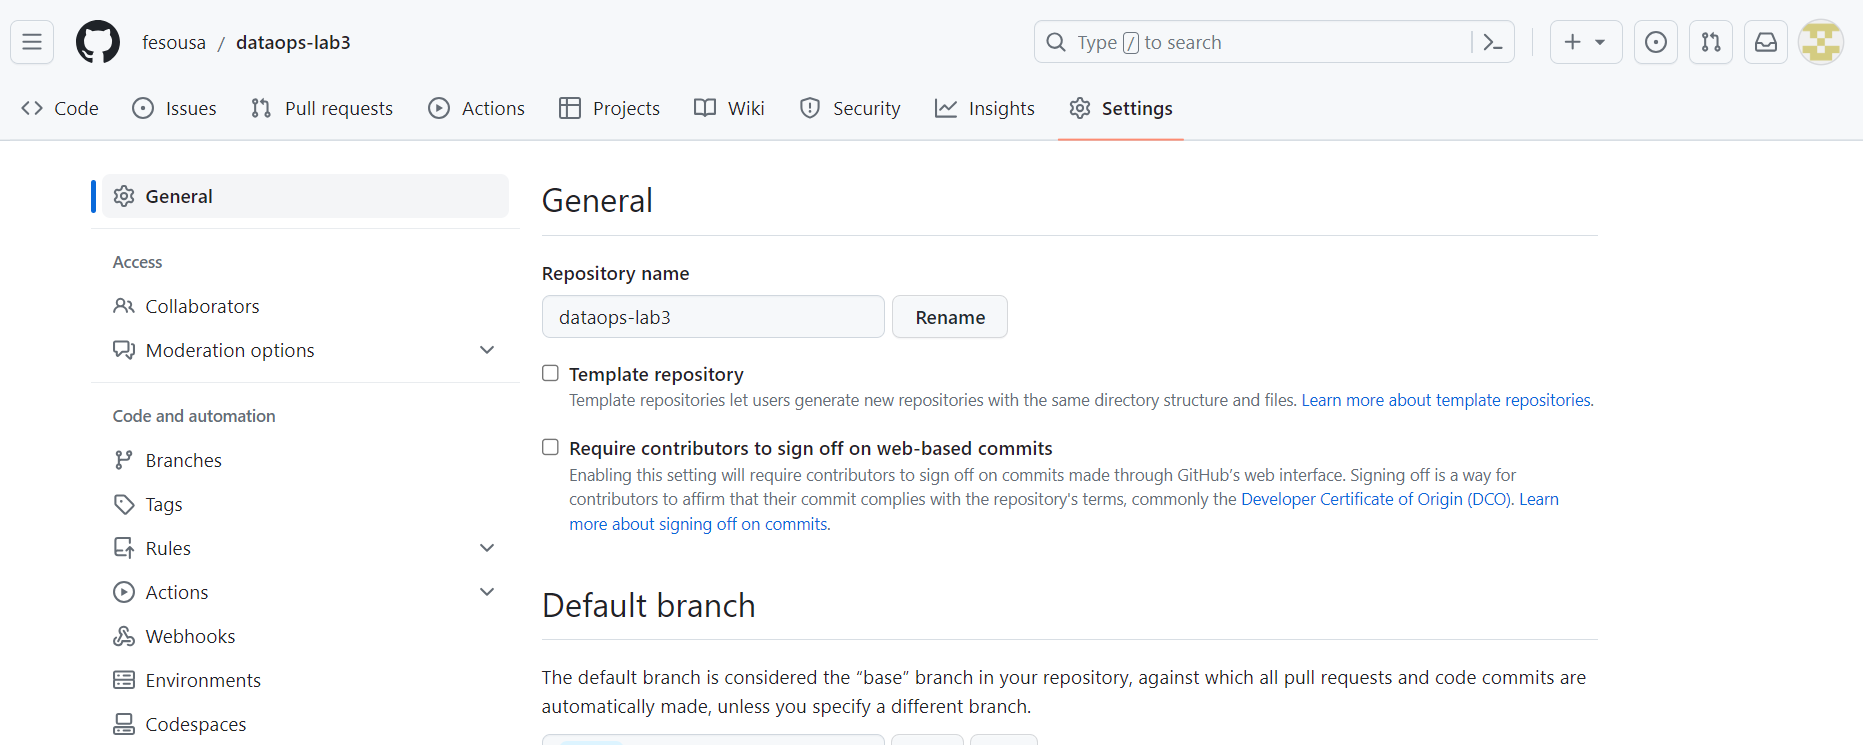 fesousa / dataops-lab3
Type / to search
Code Issues Pull requests Actions Projects Wiki Security Insights Settings
General
Access
Collaborators
Moderation options
Code and automation
Branches
Tags
Rules
Actions
Webhooks
Environments
Codespaces
General
Repository name
dataops-lab3 Rename
Template repository
Template repositories let users generate new repositories with the same directory structure and files. Learn more about template repositories.
Require contributors to sign off on web-based commits
Enabling this setting will require contributors to sign off on commits made through GitHub’s web interface. Signing off is a way for
contributors to affirm that their commit complies with the repository's terms, commonly the Developer Certificate of Origin (DCO). Learn
more about signing off on commits.
Default branch
The default branch is considered the “base” branch in your repository, against which all pull requests and code commits are
automatically made, unless you specify a different branch.